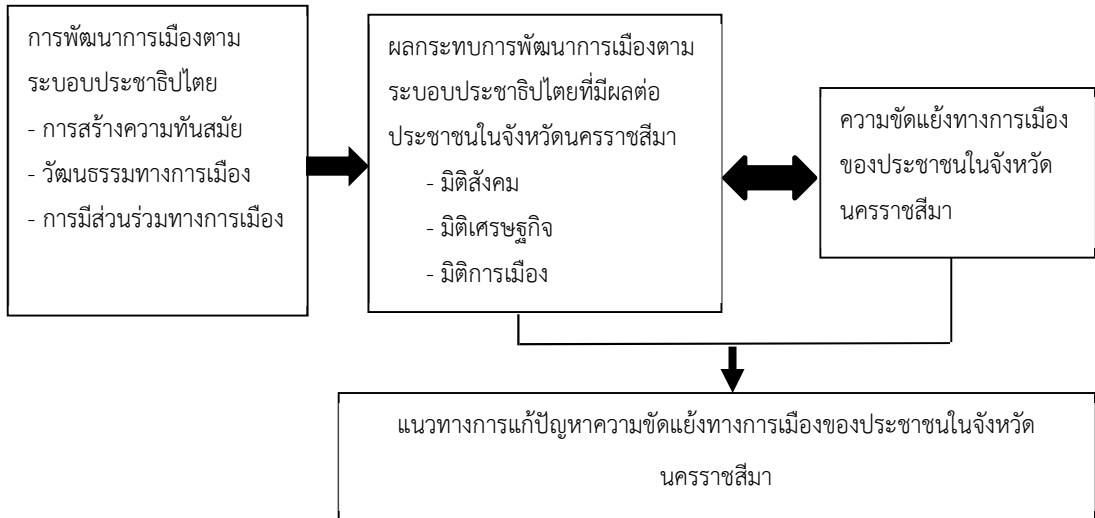 การพัฒนาการเมืองตาม
ระบอบประชาธิปไตย
- การสร้างความทันสมัย
- วัฒนธรรมทางการเมือง
- การมีส่วนร่วมทางการเมือง
ผลกระทบการพัฒนาการเมืองตาม
ระบอบประชาธิปไตยที่มีผลต่อ
ประชาชนในจังหวัดนครราชสีมา
- มิติสังคม
- มิติเศรษฐกิจ
- มิติการเมือง
ความขัดแย้งทางการเมือง
ของประชาชนในจังหวัด
นครราชสีมา
แนวทางการแก้ปัญหาความขัดแย้งทางการเมืองของประชาชนในจังหวัด
นครราชสีมา